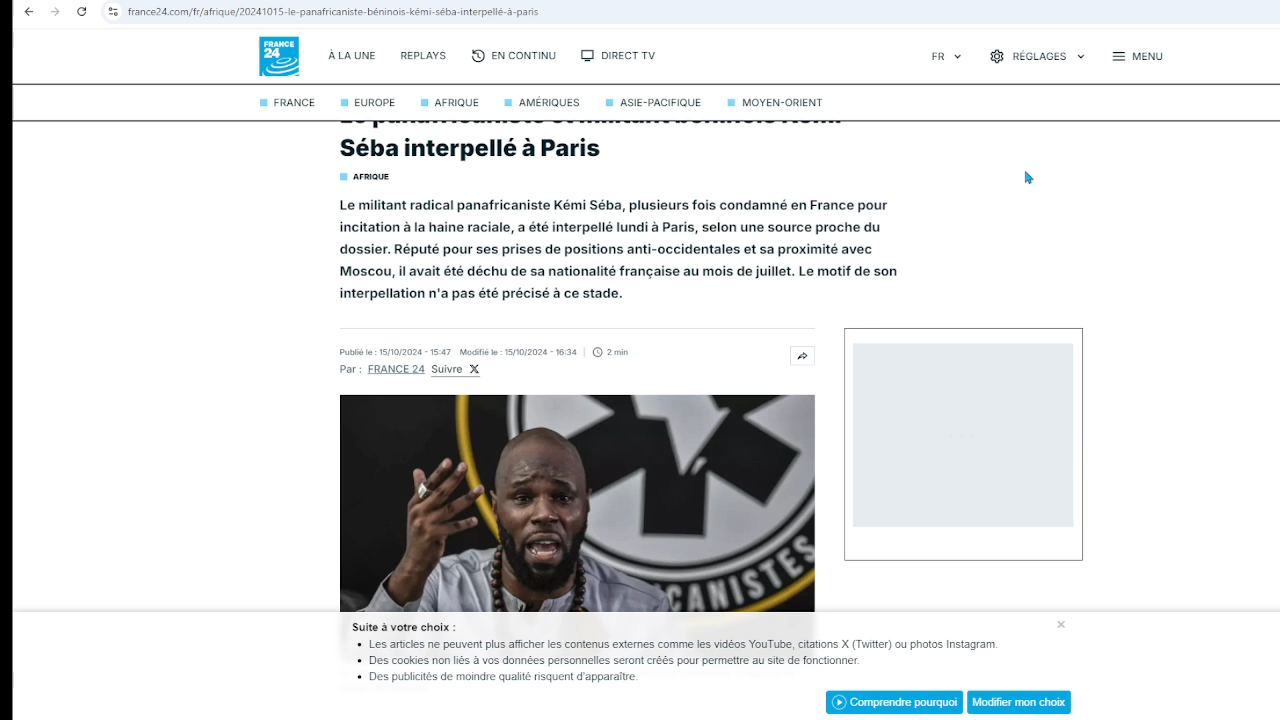 france24.com/fr/afrique/20241015-le-panafricaniste-béninois-kémi-séba-interpellé-à-paris
FRANCE
24
À LA UNE REPLAYS EN CONTINU DIRECT TV FR RÉGLAGES MENU
FRANCE EUROPE AFRIQUE AMÉRIQUES ASIE-PACIFIQUE MOYEN-ORIENT
Séba interpellé à Paris
AFRIQUE
Le militant radical panafricaniste Kémi Séba, plusieurs fois condamné en France pour
incitation à la haine raciale, a été interpellé lundi à Paris, selon une source proche du
dossier. Réputé pour ses prises de positions anti-occidentales et sa proximité avec
Moscou, il avait été déchu de sa nationalité française au mois de juillet. Le motif de son
interpellation n'a pas été précisé à ce stade.
Publié le : 15/10/2024 - 15:47 Modifié le : 15/10/2024 - 16:34 2 min
Par : FRANCE 24 Suivre X
CANISTES
Suite à votre choix :
• Les articles ne peuvent plus afficher les contenus externes comme les vidéos YouTube, citations X (Twitter) ou photos Instagram.
• Des cookies non liés à vos données personnelles seront créés pour permettre au site de fonctionner.
• Des publicités de moindre qualité risquent d'apparaître.
Comprendre pourquoi Modifier mon choix